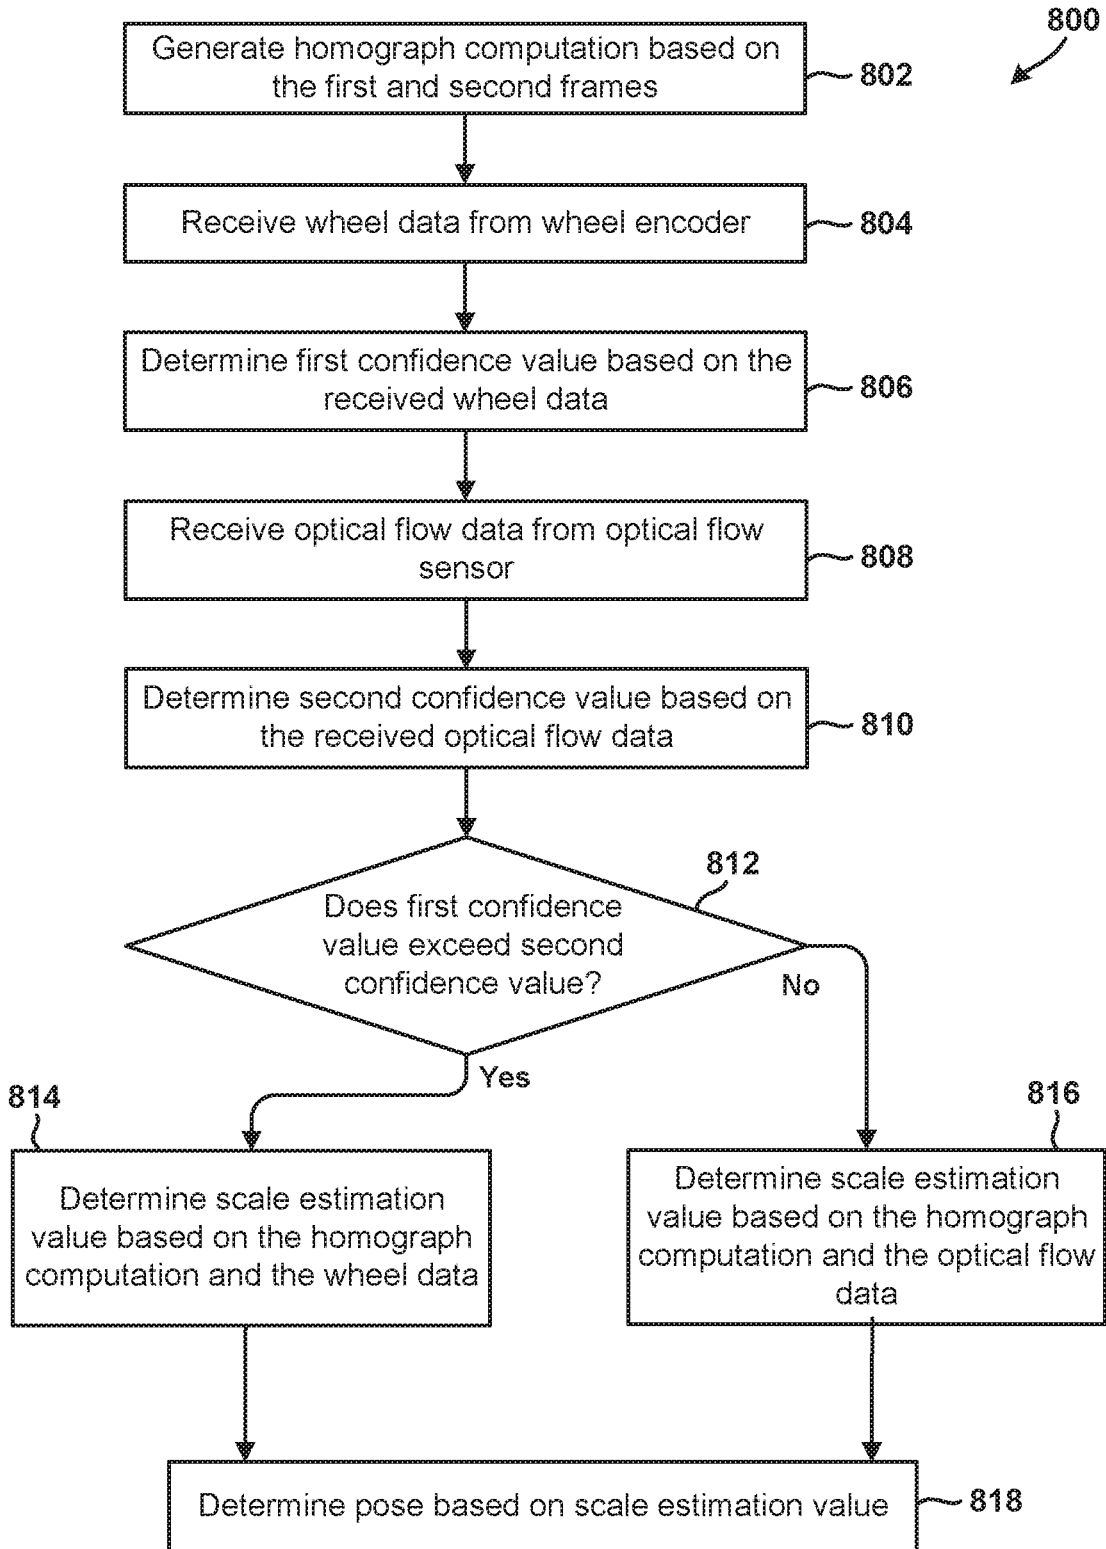 800
Generate homograph computation based on
the first and second frames
802
Receive wheel data from wheel encoder
804
Determine first confidence value based on the
received wheel data
806
Receive optical flow data from optical flow
sensor
808
Determine second confidence value based on
the received optical flow data
810
812
Does first confidence
value exceed second
confidence value?
No
Yes
814
Determine scale estimation
value based on the homograph
computation and the wheel data
816
Determine scale estimation
value based on the homograph
computation and the optical flow
data
Determine pose based on scale estimation value
818